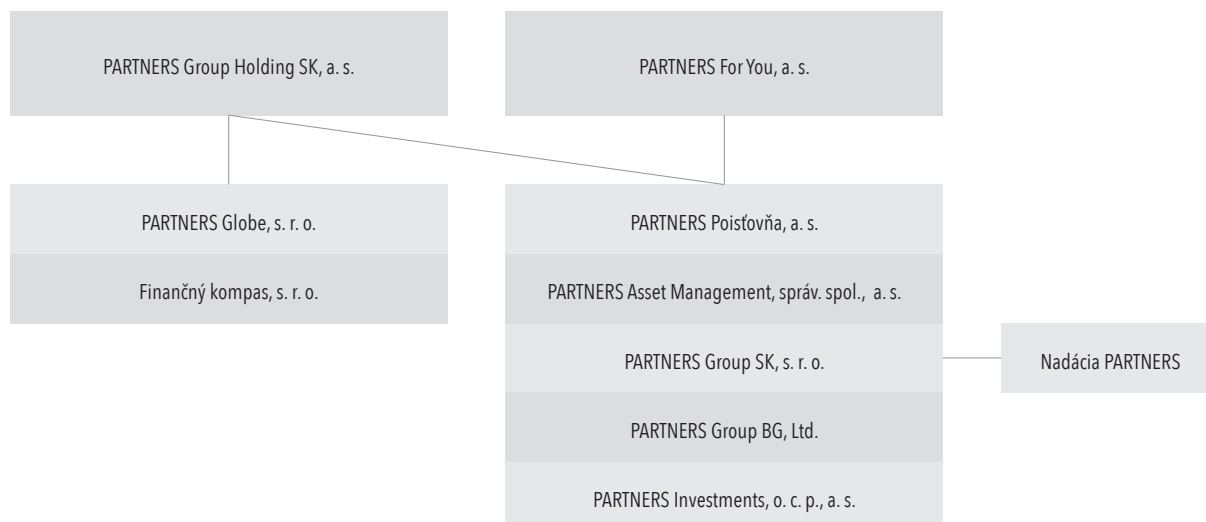 PARTNERS Group Holding SK, a. s.
PARTNERS For You, a. s.
PARTNERS Globe, s. r. o.
Finančný kompas, s. r. o.
PARTNERS Poisťovňa, a. s.
PARTNERS Asset Management, správ. spol., a. s.
PARTNERS Group SK, s. r. o.
PARTNERS Group BG, Ltd.
PARTNERS Investments, o. c. p., a. s.
Nadácia PARTNERS